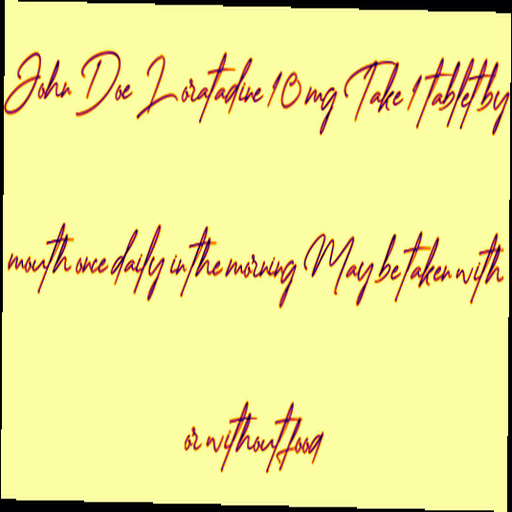 John Doe Loratadine 10 mg Take 1 tablet by
mouth once daily in the morning May be taken with
or without food